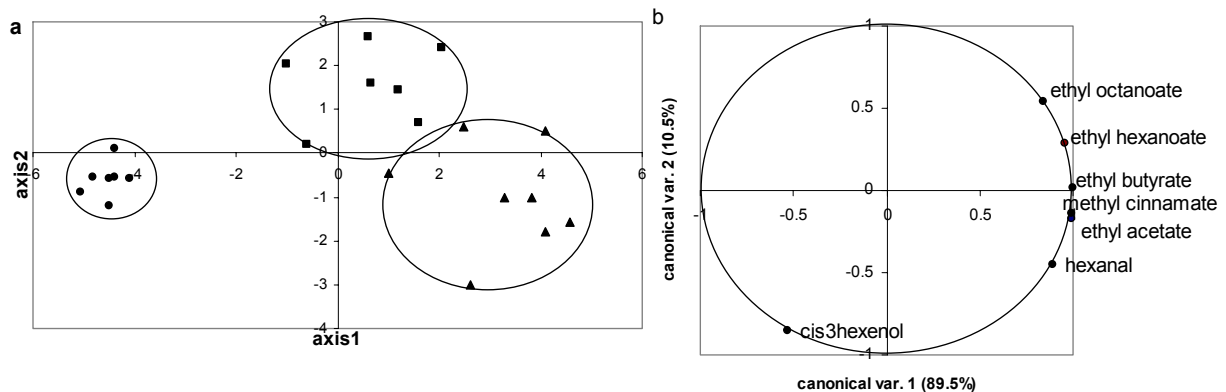 a
3
2
1
0
-1
-2
-3
-4
-6
-4
-2
0
2
4
6
axis2
axis1
b
1
0.5
0
-0.5
-1
-1
-0.5
0
0.5
1
ethyl octanoate
ethyl hexanoate
ethyl butyrate
methyl cinnamate
ethyl acetate
hexanal
cis3hexenol
canonical var. 2 (10.5%)
canonical var. 1 (89.5%)